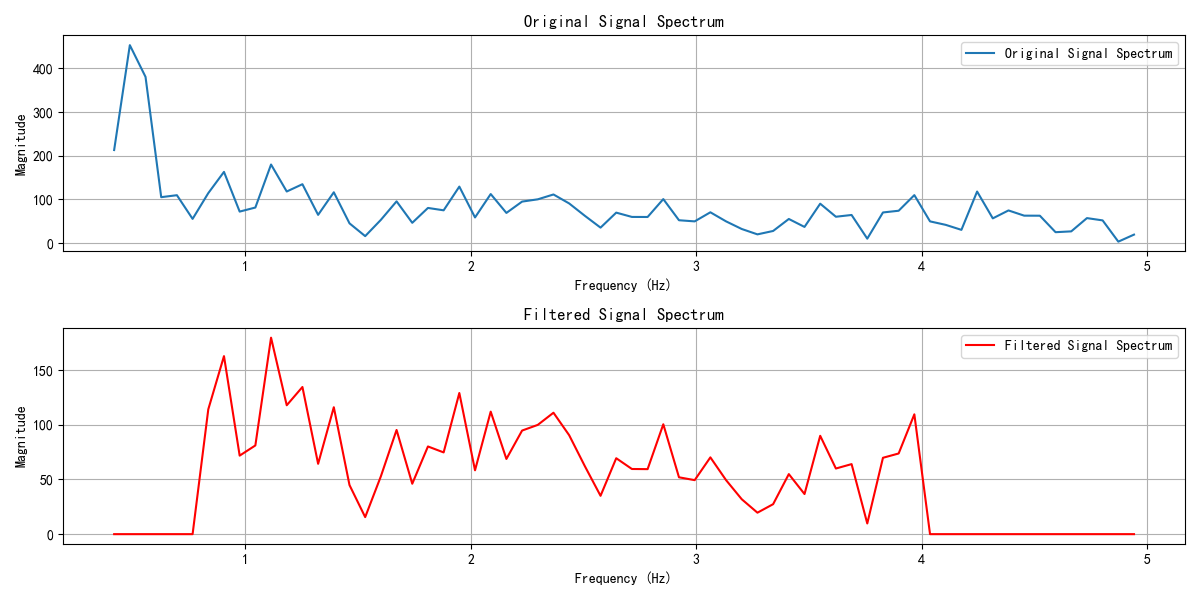 Original Signal Spectrum
Original Signal Spectrum
Magnitude
400
300
200
100
0
1 2 3 4 5
Frequency (Hz)
Filtered Signal Spectrum
Filtered Signal Spectrum
Magnitude
150
100
50
0
1 2 3 4 5
Frequency (Hz)